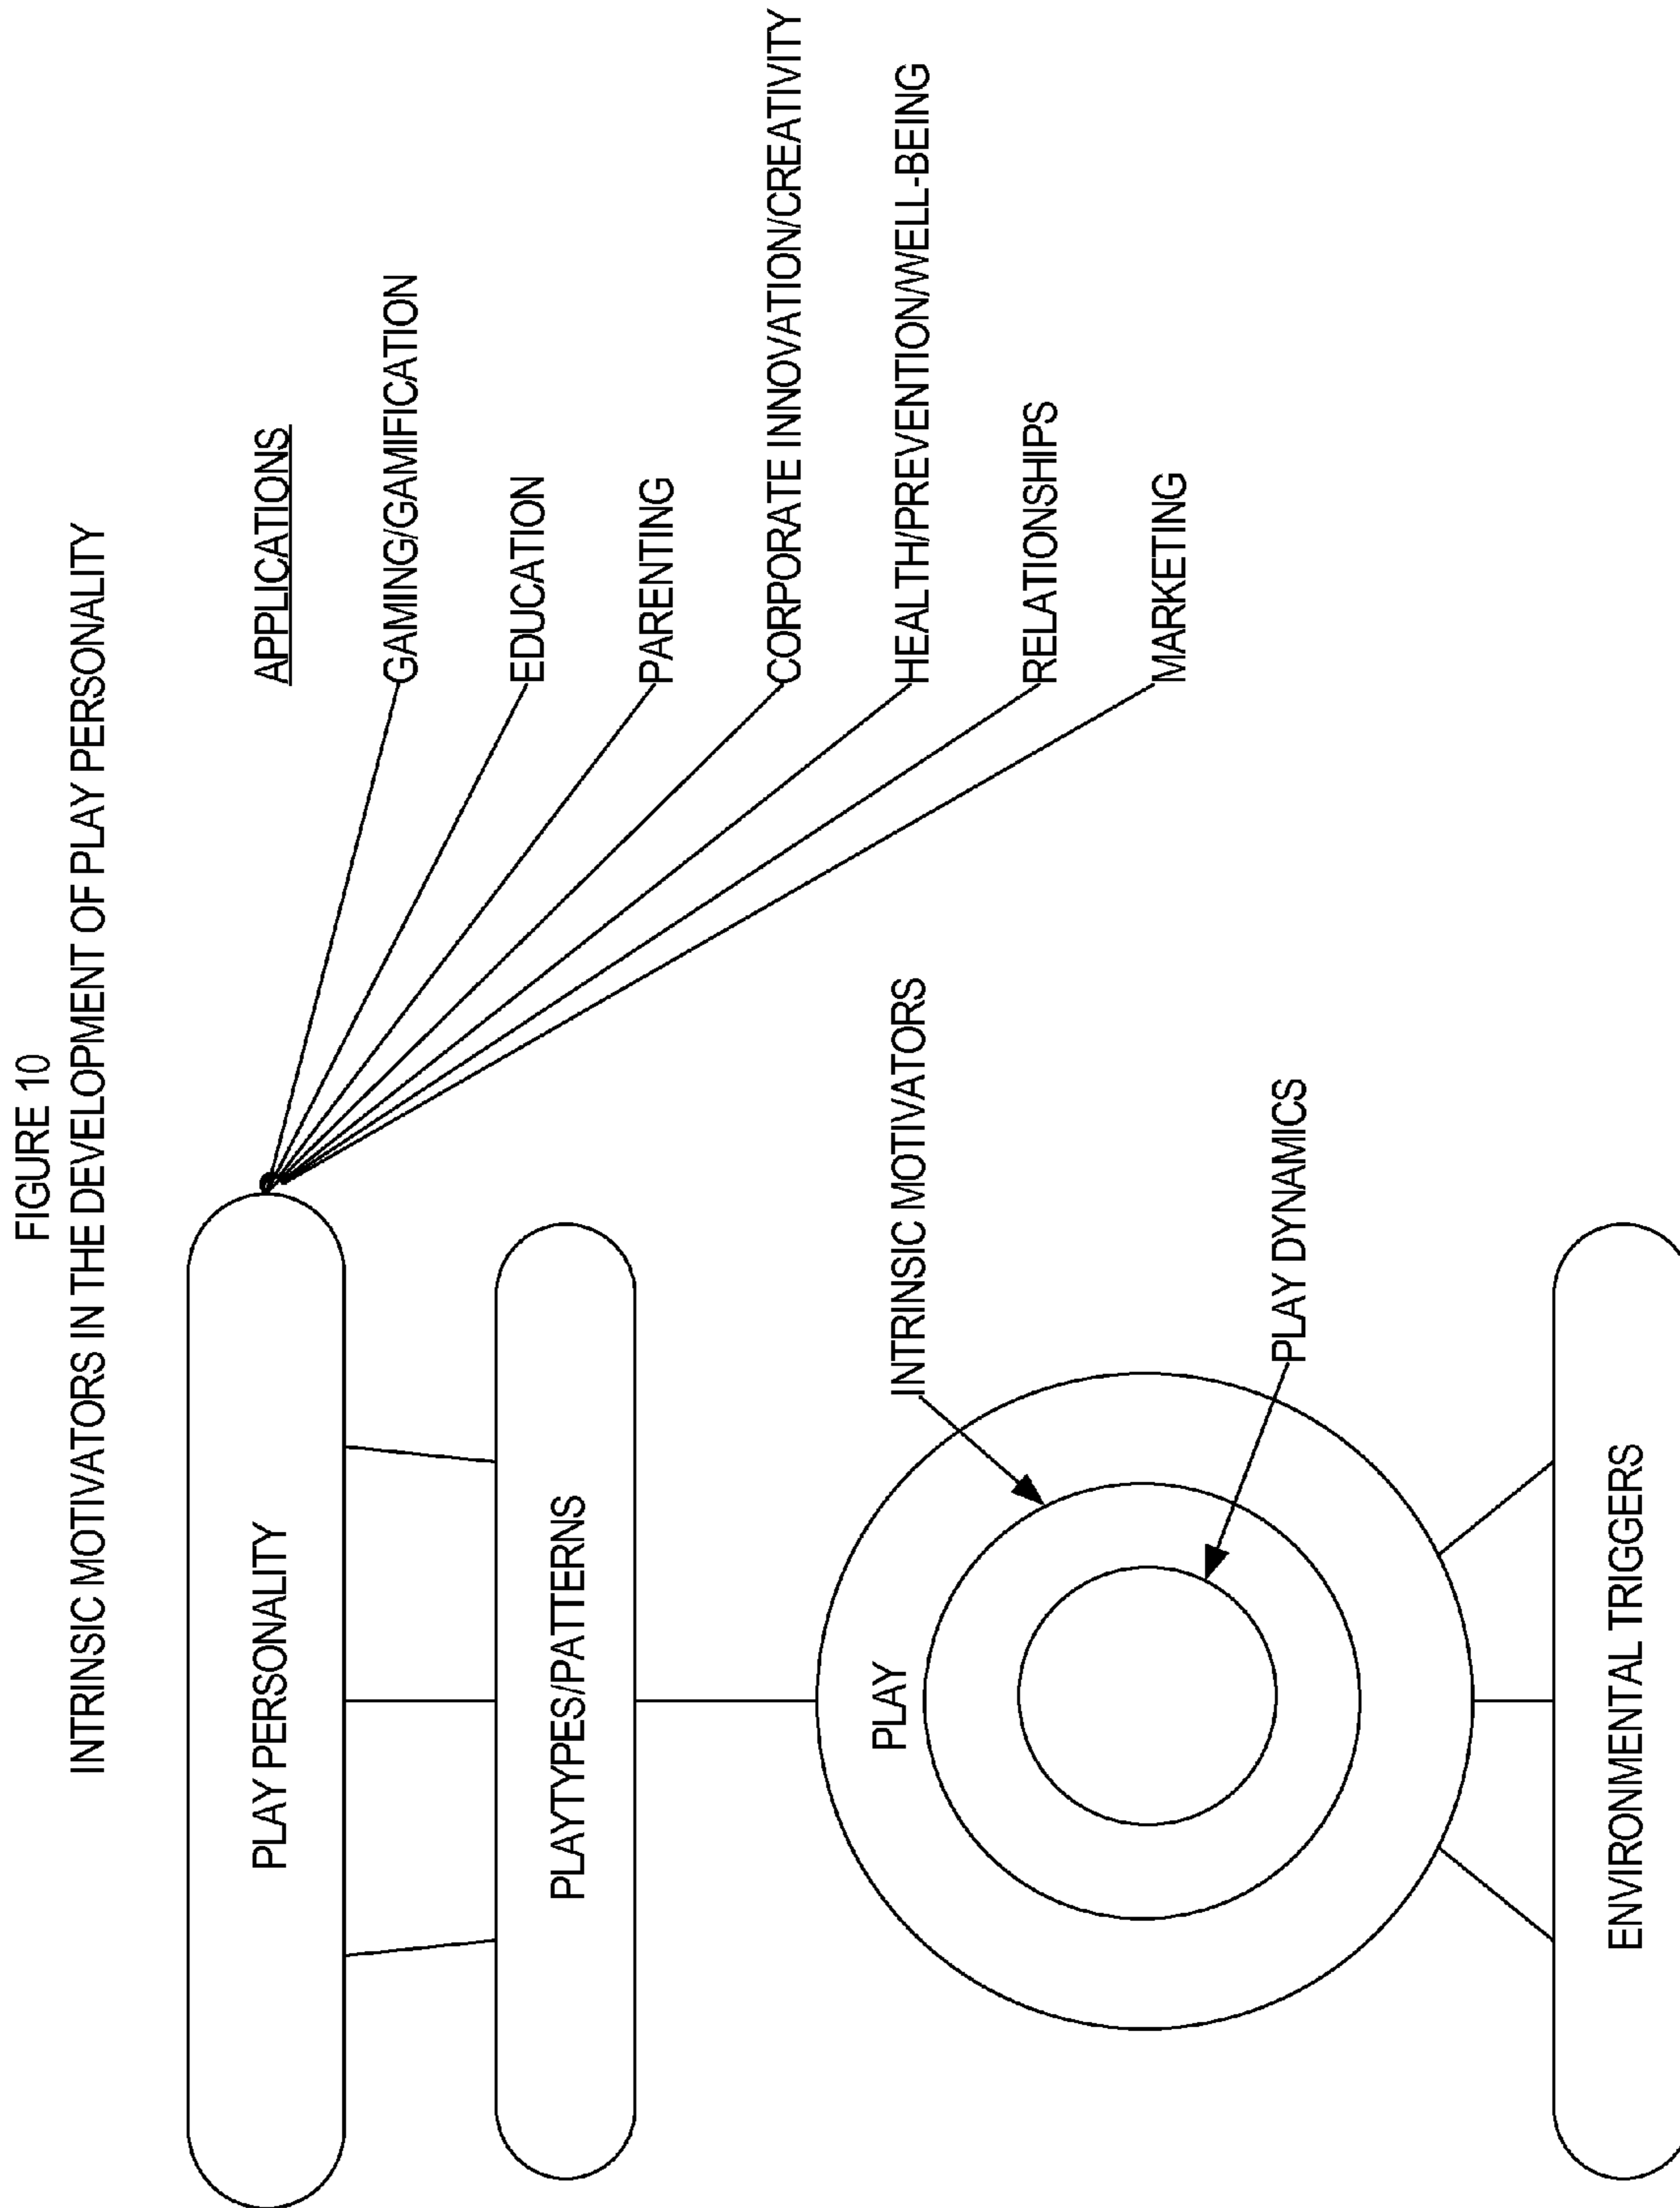 FIGURE 10
INTRINSIC MOTIVATORS IN THE DEVELOPMENT OF PLAY PERSONALITY
PLAY PERSONALITY
APPLICATIONS
GAMING/GAMIFICATION
EDUCATION
PARENTING
CORPORATE INNOVATION/CREATIVITY
HEALTH/PREVENTION/WELL-BEING
RELATIONSHIPS
MARKETING
PLAYTYPES/PATTERNS
PLAY
INTRINSIC MOTIVATORS
PLAY DYNAMICS
ENVIRONMENTAL TRIGGERS